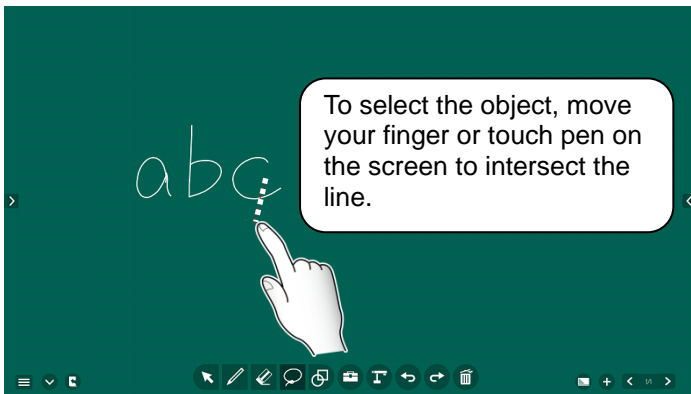 To select the object, move
your finger or touch pen on
the screen to intersect the
line.
abc